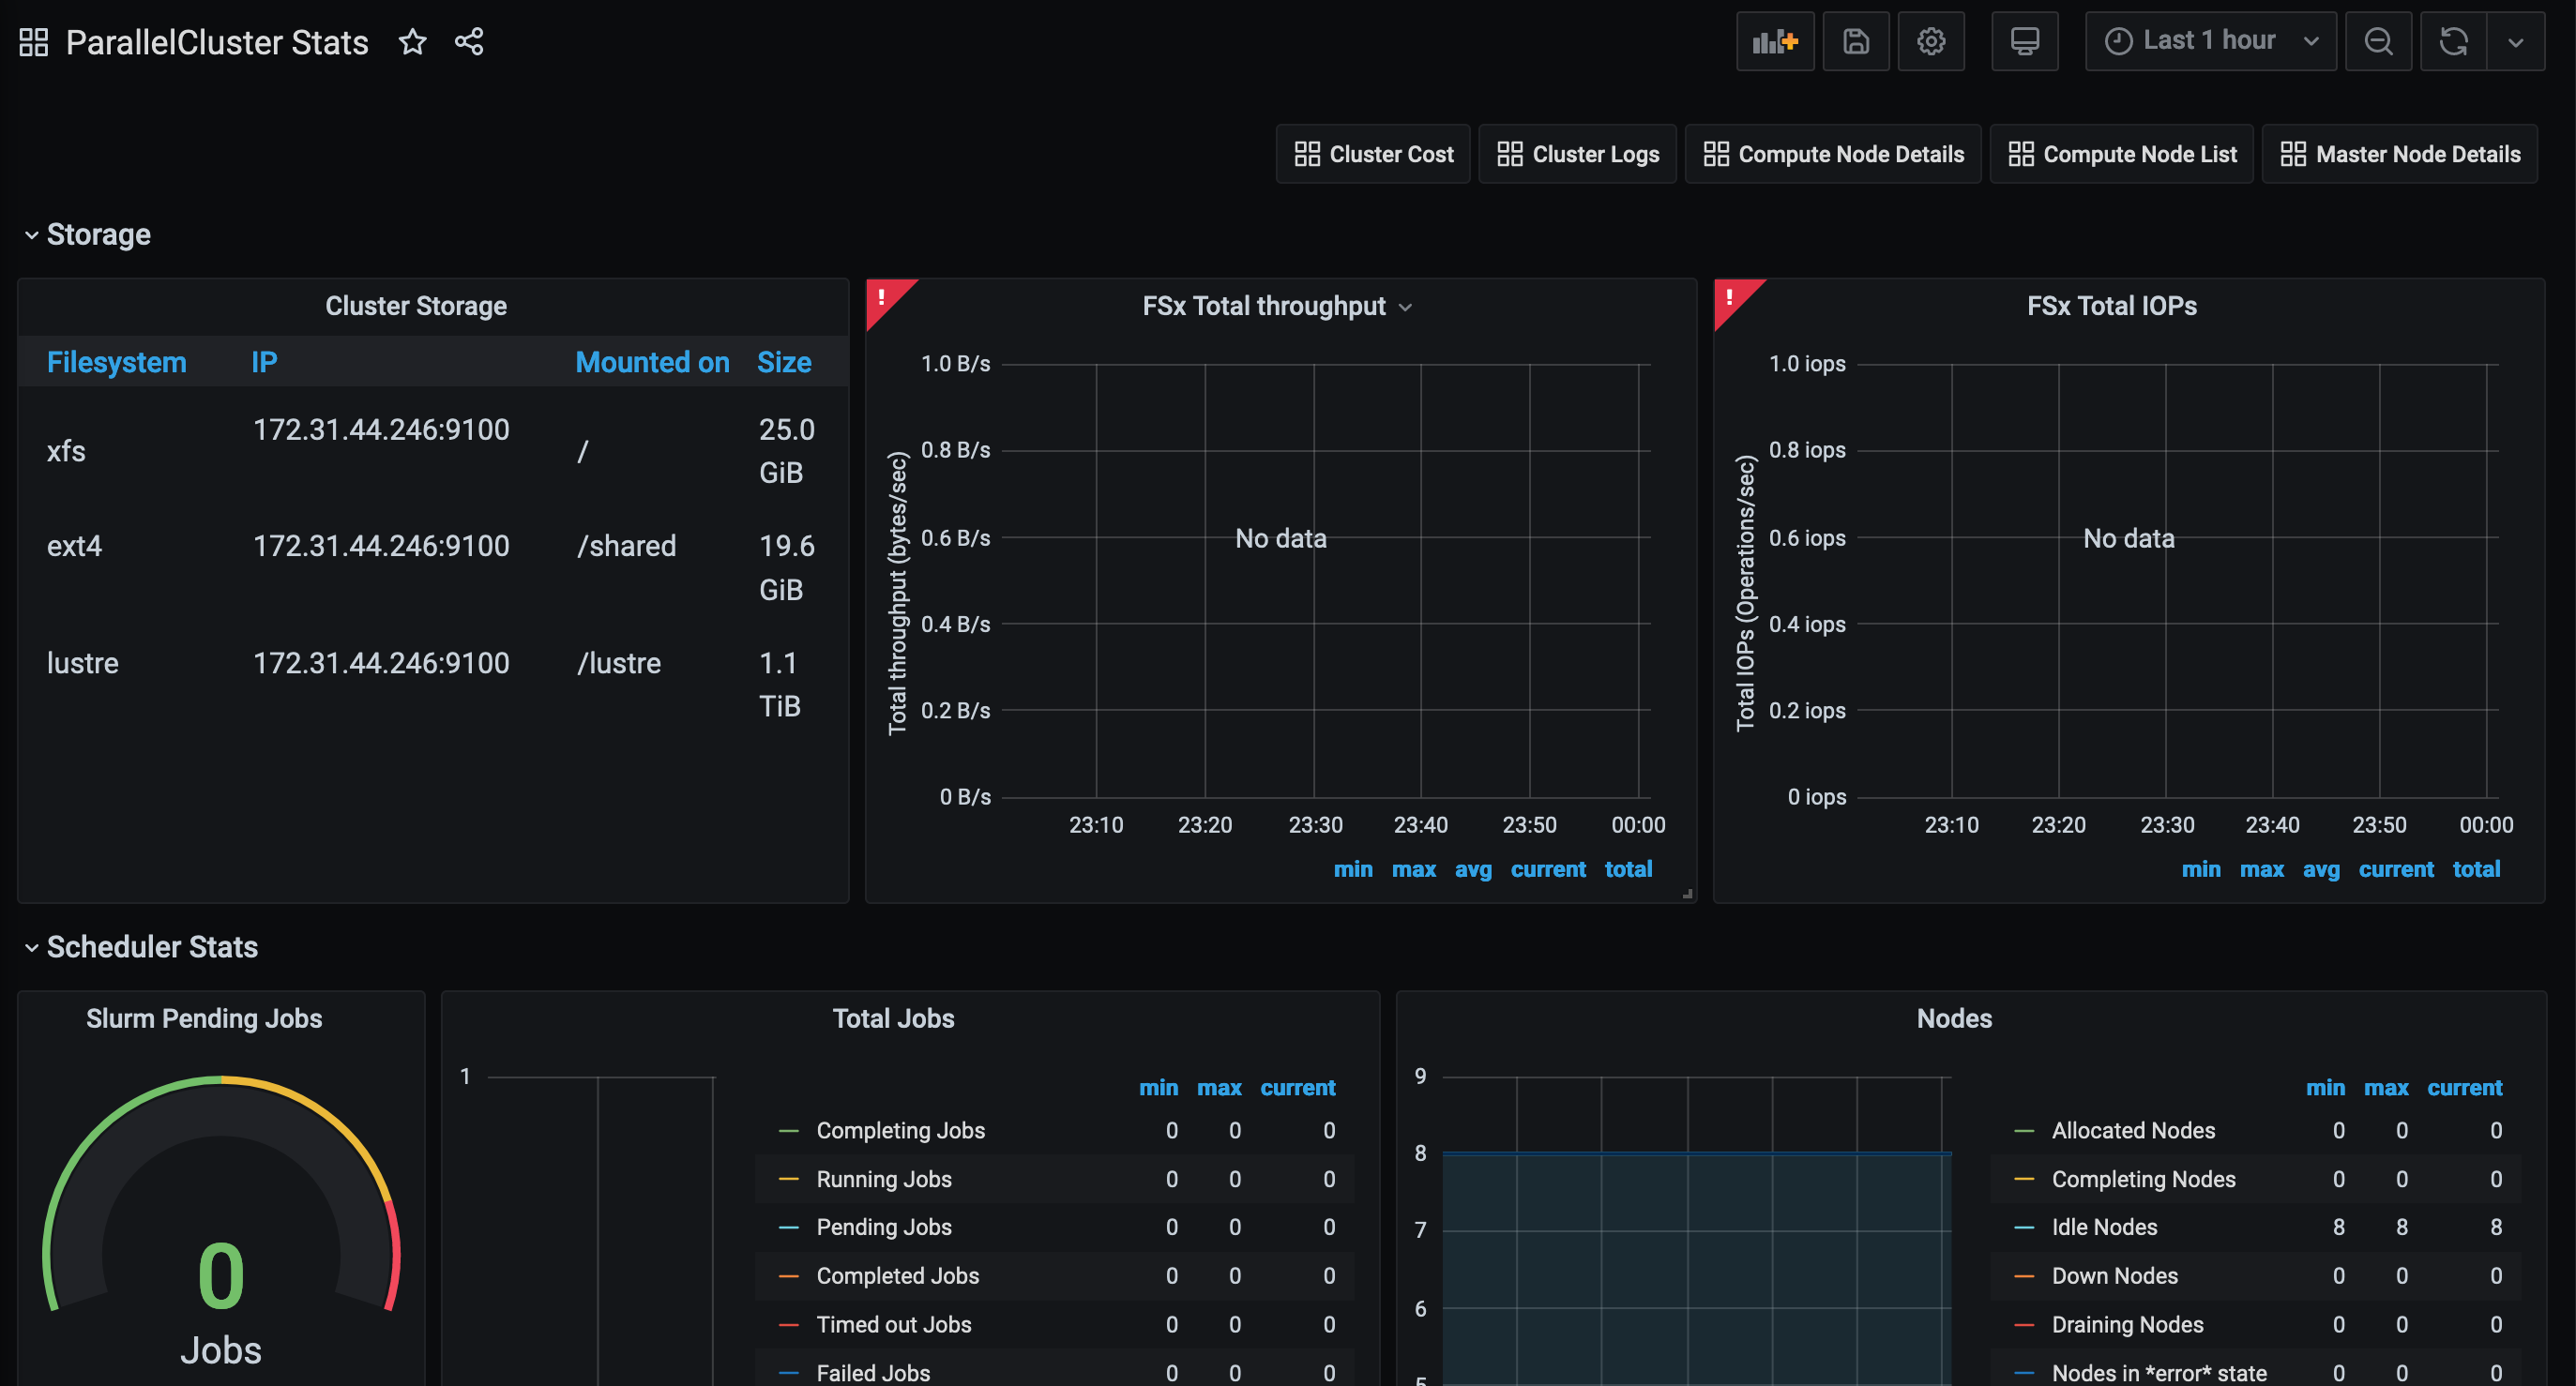 ParallelCluster Stats
Last 1 hour
Cluster Cost
Cluster Logs
Compute Node Details
Compute Node List
Master Node Details
Storage
Cluster Storage
Filesystem IP Mounted on Size
xfs 172.31.44.246:9100 / 25.0 GiB
ext4 172.31.44.246:9100 /shared 19.6 GiB
lustre 172.31.44.246:9100 /lustre 1.1 TiB
!
FSx Total throughput
Total throughput (bytes/sec)
1.0 B/s
0.8 B/s
0.6 B/s
0.4 B/s
0.2 B/s
0 B/s
No data
23:10 23:20 23:30 23:40 23:50 00:00
min max avg current total
!
FSx Total IOPs
Total IOPs (Operations/sec)
1.0 iops
0.8 iops
0.6 iops
0.4 iops
0.2 iops
0 iops
No data
23:10 23:20 23:30 23:40 23:50 00:00
min max avg current total
Scheduler Stats
Slurm Pending Jobs
0
Jobs
Total Jobs
1
min max current
Completing Jobs 0 0 0
Running Jobs 0 0 0
Pending Jobs 0 0 0
Completed Jobs 0 0 0
Timed out Jobs 0 0 0
Failed Jobs 0 0 0
Nodes
9
8
7
6
5
min max current
Allocated Nodes 0 0 0
Completing Nodes 0 0 0
Idle Nodes 8 8 8
Down Nodes 0 0 0
Draining Nodes 0 0 0
Nodes in *error* state 0 0 0